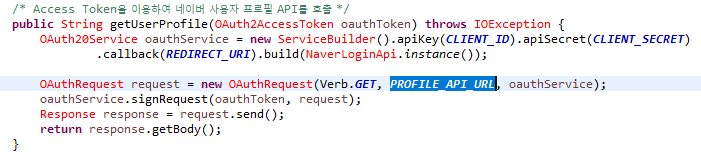 /* Access Token을 이용하여 네이버 사용자 프로필 API를 호출 */
public String getUserProfile(OAuth2AccessToken oauthToken) throws IOException {
OAuth20Service oauthService = new ServiceBuilder().apiKey(CLIENT_ID).apiSecret(CLIENT_SECRET)
.callback(REDIRECT_URI).build(NaverLoginApi.instance());
OAuthRequest request = new OAuthRequest(Verb.GET, PROFILE_API_URL, oauthService);
oauthService.signRequest(oauthToken, request);
Response response = request.send();
return response.getBody();
}